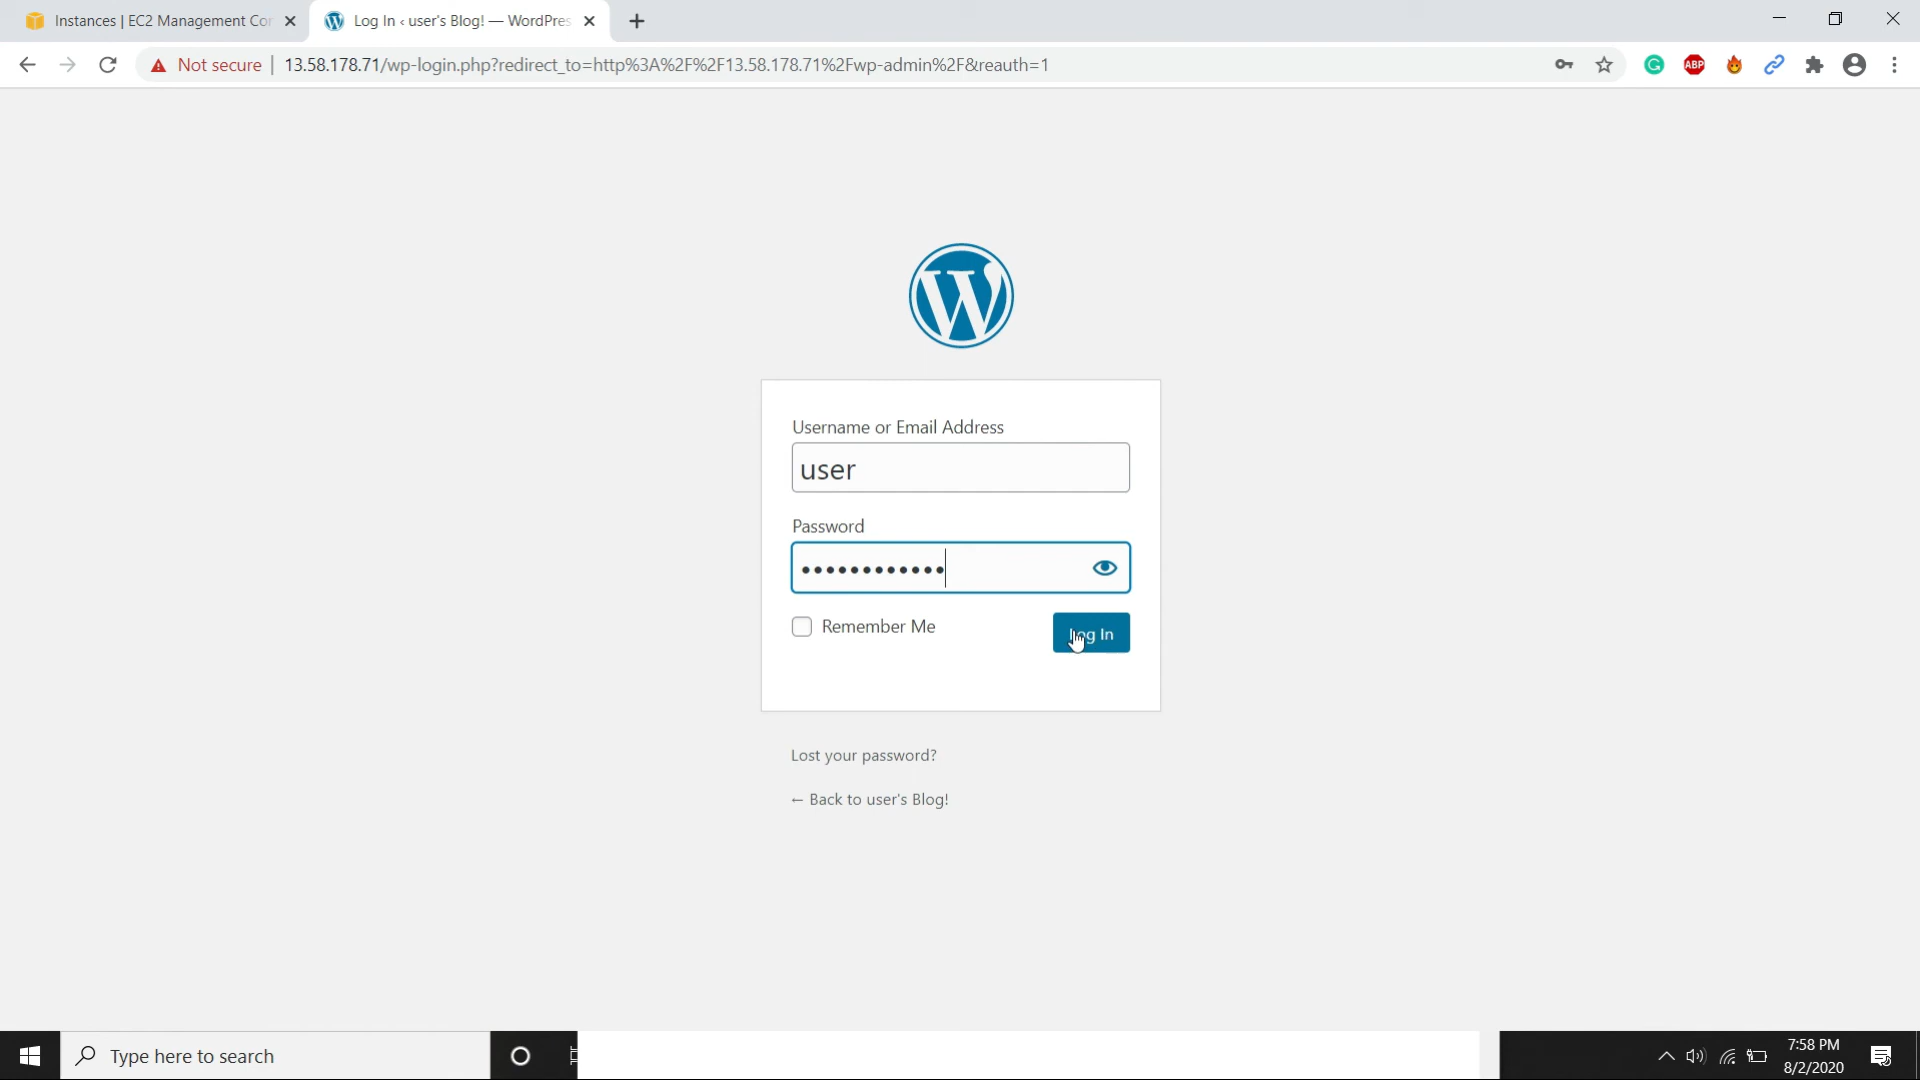 Instances | EC2 Management Cor
Log In ‹ user's Blog! — WordPres
Not secure | 13.58.178.71/wp-login.php?redirect_to=http%3A%2F%2F13.58.178.71%2Fwp-admin%2F&reauth=1
ABP
Username or Email Address
user
Password
Remember Me
Log In
Lost your password?
← Back to user's Blog!
Type here to search
7:58 PM
8/2/2020